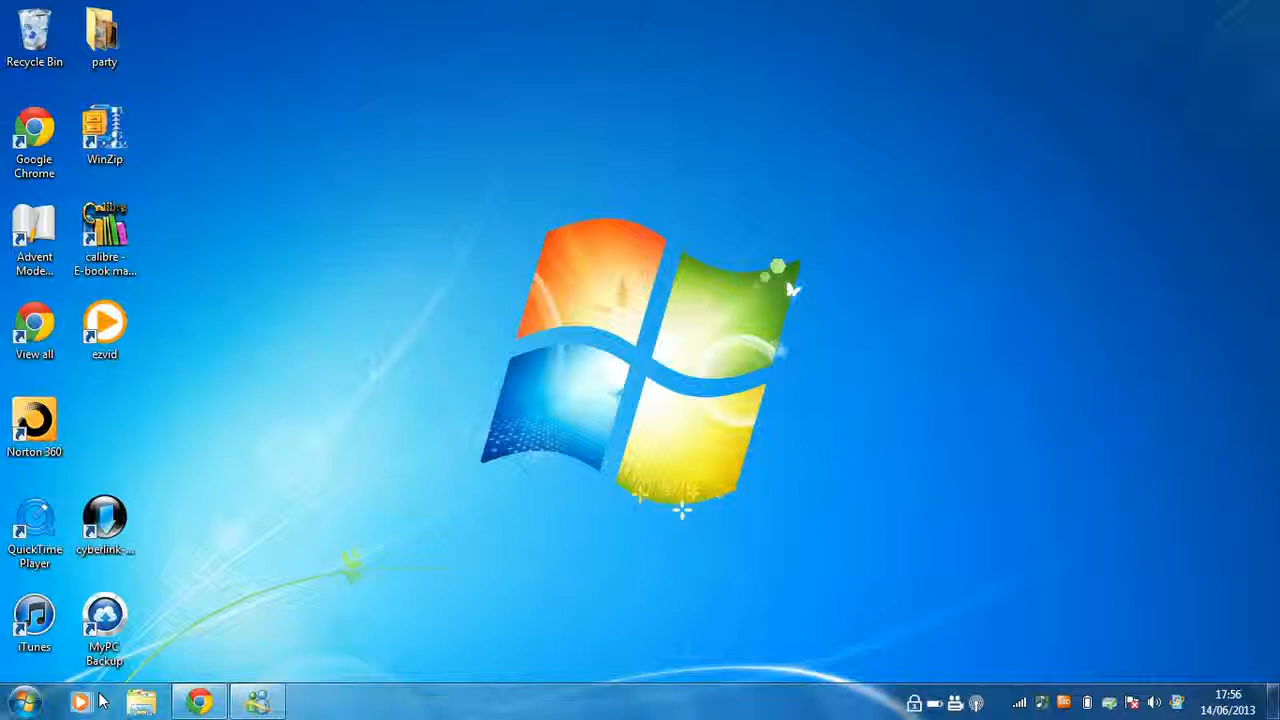 Recycle Bin
party
Google
Chrome
WinZip
Advent
Mode...
calibre -
E-book ma...
View all
ezvid
Norton 360
QuickTime
Player
cyberlink-...
iTunes
MyPC
Backup
17:56
14/06/2013